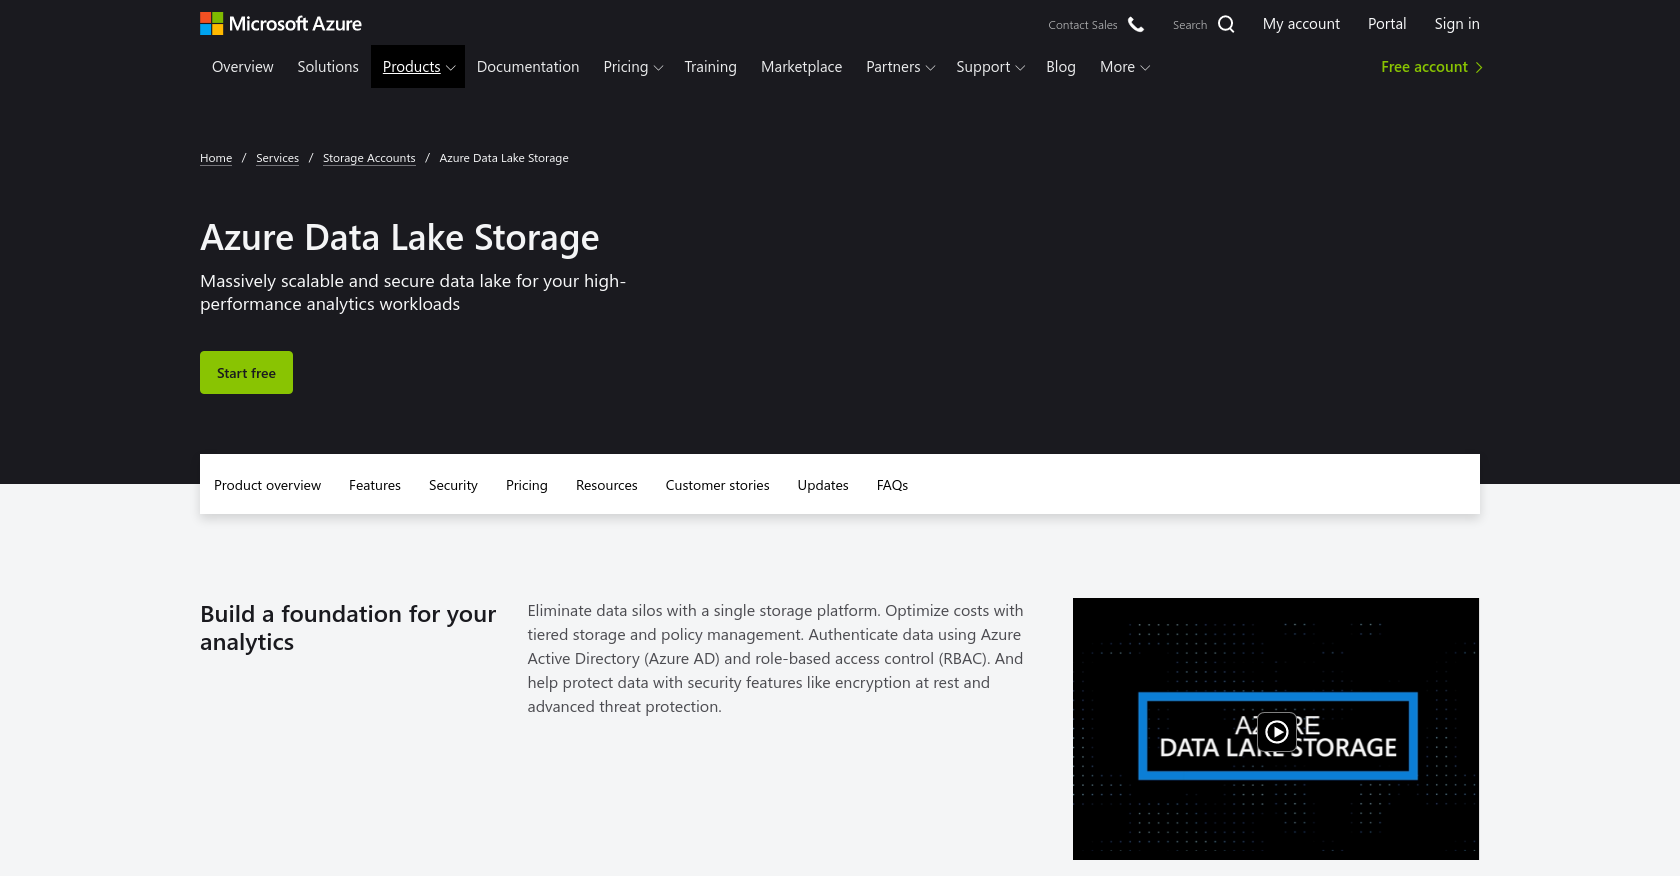 Microsoft Azure
Contact Sales
Search
My account
Portal
Sign in
Overview
Solutions
Products
Documentation
Pricing
Training
Marketplace
Partners
Support
Blog
More
Free account
Home / Services / Storage Accounts / Azure Data Lake Storage
Azure Data Lake Storage
Massively scalable and secure data lake for your high-
performance analytics workloads
Start free
Product overview
Features
Security
Pricing
Resources
Customer stories
Updates
FAQs
Build a foundation for your
analytics
Eliminate data silos with a single storage platform. Optimize costs with
tiered storage and policy management. Authenticate data using Azure
Active Directory (Azure AD) and role-based access control (RBAC). And
help protect data with security features like encryption at rest and
advanced threat protection.
AZURE
DATA LAKE STORAGE